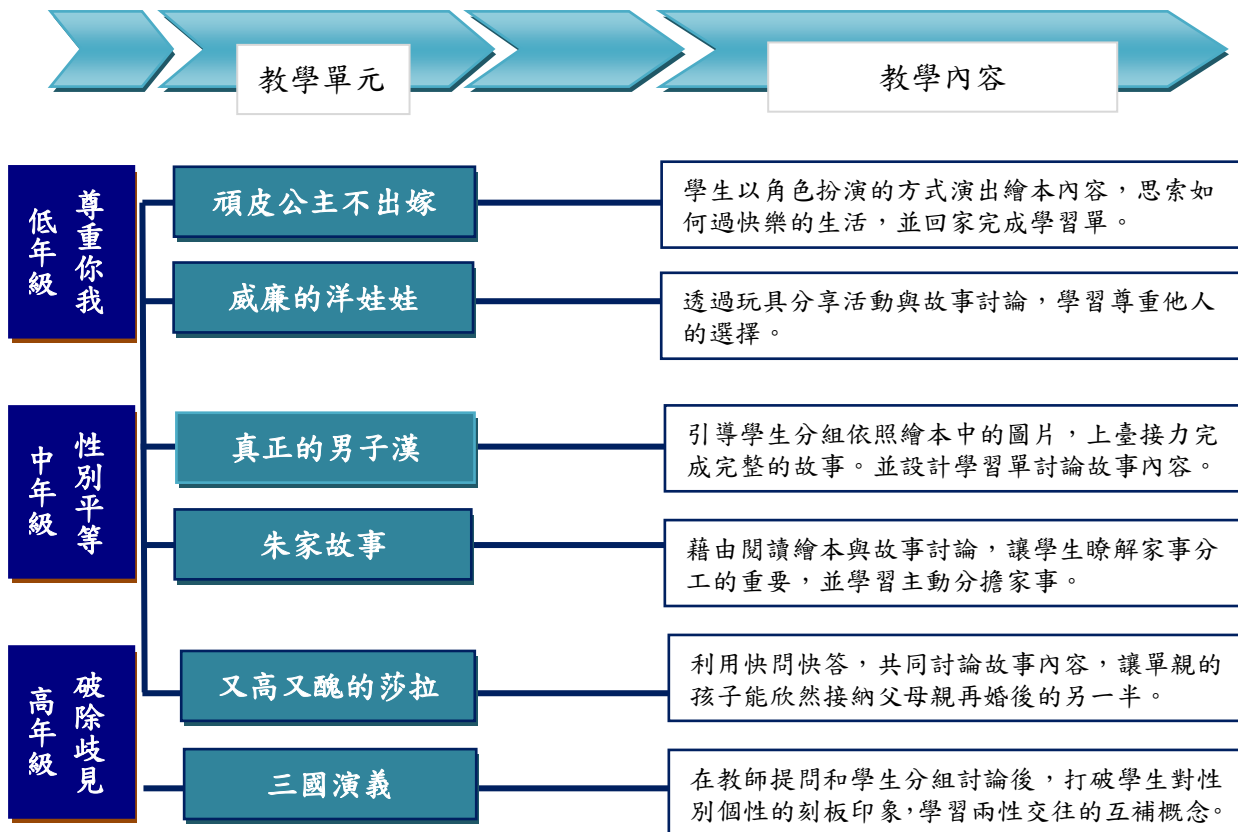 教學單元
教學內容
尊重你我
低年級
頑皮公主不出嫁
學生以角色扮演的方式演出繪本內容，思索如
何過快樂的生活，並回家完成學習單。
威廉的洋娃娃
透過玩具分享活動與故事討論，學習尊重他人
的選擇。
性別平等
中年級
真正的男子漢
引導學生分組依照繪本中的圖片，上臺接力完
成完整的故事。並設計學習單討論故事內容。
朱家故事
藉由閱讀繪本與故事討論，讓學生瞭解家事分
工的重要，並學習主動分擔家事。
破除歧見
高年級
又高又醜的莎拉
利用快問快答，共同討論故事內容，讓單親的
孩子能欣然接納父母親再婚後的另一半。
三國演義
在教師提問和學生分組討論後，打破學生對性
別個性的刻板印象，學習兩性交往的互補概念。